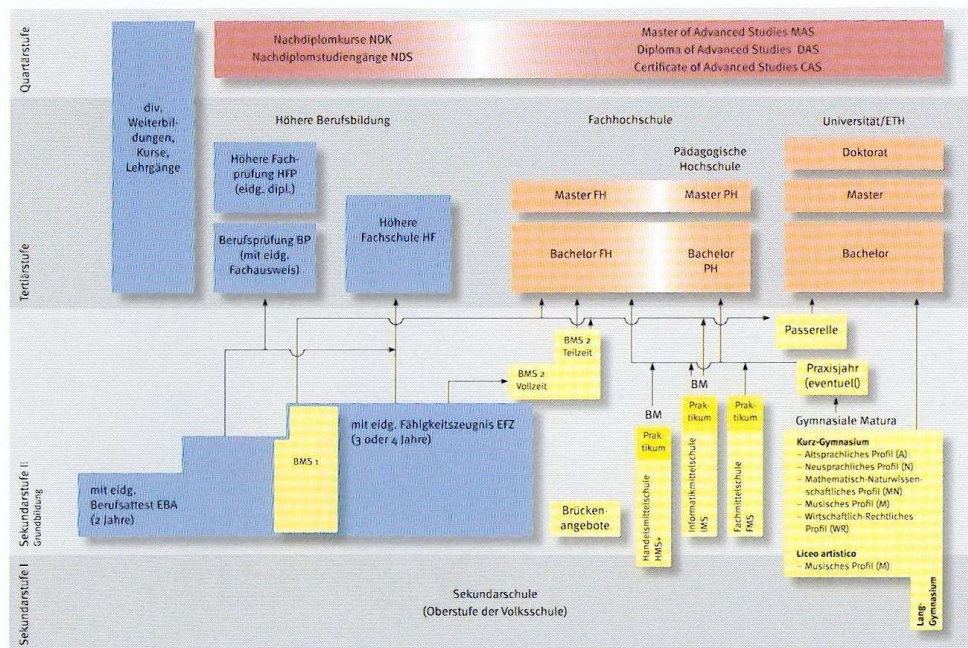 Quartärstufe
Nachdiplomkurse NDK
Nachdiplomstudiengänge NDS
Master of Advanced Studies MAS
Diploma of Advanced Studies DAS
Certificate of Advanced Studies CAS
Tertiärstufe
div.
Weiterbil-
dungen,
Kurse,
Lehrgänge
Höhere Berufsbildung
Höhere Fach-
prüfung HFP
(eidg. dipl.)
Berufsprüfung BP
(mit eidg.
Fachausweis)
Höhere
Fachschule HF
Fachhochschule
Pädagogische
Hochschule
Master FH
Master PH
Bachelor FH
Bachelor
PH
Universität/ETH
Doktorat
Master
Bachelor
Sekundarstufe II
Grundbildung
Passerelle
BMS 2
Teilzeit
BMS 2
Vollzeit
Praxisjahr
(eventuell)
mit eidg.
Berufsattest EBA
(2 Jahre)
BMS 1
mit eidg. Fähigkeitszeugnis EFZ
(3 oder 4 Jahre)
Brücken-
angebote
BM
Prak-
tikum
Handelsmittelschule
HMS+
BM
Prak-
tikum
Informatikmittelschule
IMS
Prak-
tikum
Fachmittelschule
FMS
Gymnasiale Matura
Kurz-Gymnasium
– Altsprachliches Profil (A)
– Neusprachliches Profil (N)
– Mathematisch-Naturwissen-
schaftliches Profil (MN)
– Musisches Profil (M)
– Wirtschaftlich-Rechtliches
Profil (WR)
Liceo artistico
– Musisches Profil (M)
Lang-
Gymnasium
Sekundarstufe I
Sekundarschule
(Oberstufe der Volksschule)